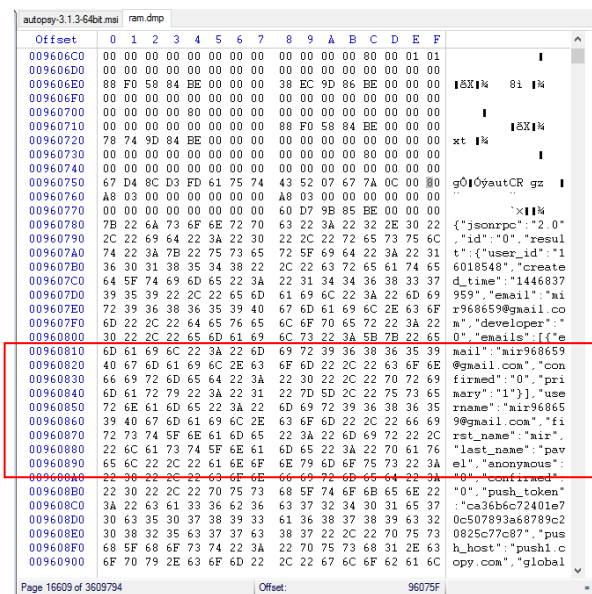 autopsy-3.1.3-64bit.msi ram.dmp
Offset 0 1 2 3 4 5 6 7 8 9 A B C D E F
009606C0 00 00 00 00 00 00 00 00 00 00 00 80 00 01 01
009606D0 00 00 00 00 00 00 00 00 00 00 00 00 00 00 00 00
009606E0 88 F0 58 84 BE 00 00 00 38 EC 9D 86 BE 00 00 00 ðX ¾ 8ì ¾
009606F0 00 00 00 00 00 00 00 00 00 00 00 00 00 00 00 00
00960700 00 00 00 00 80 00 00 00 00 00 00 00 00 00 00 00
00960710 00 00 00 00 00 00 00 00 88 F0 58 84 BE 00 00 00 ðX ¾
00960720 78 74 9D 84 BE 00 00 00 00 00 00 00 00 00 00 00 xt ¾
00960730 00 00 00 00 00 00 00 00 00 00 00 00 80 00 00 00
00960740 00 00 00 00 00 00 00 00 00 00 00 00 00 00 00 00
00960750 67 D4 8C D3 FD 61 75 74 43 52 07 67 7A 0C 00 80 gÔ ÓýautCR gz
00960760 A8 03 00 00 00 00 00 00 A8 03 00 00 00 00 00 00 ¨ ¨
00960770 00 00 00 00 00 00 00 00 60 D7 9B 85 BE 00 00 00 `× ¾
00960780 7B 22 6A 73 6F 6E 72 70 63 22 3A 22 32 2E 30 22 {"jsonrpc":"2.0"
00960790 2C 22 69 64 22 3A 22 30 22 2C 22 72 65 73 75 6C ,"id":"0","resul
009607A0 74 22 3A 7B 22 75 73 65 72 5F 69 64 22 3A 22 31 t":{"user_id":"1
009607B0 36 30 31 38 35 34 38 22 2C 22 63 72 65 61 74 65 6018548","create
009607C0 64 5F 74 69 6D 65 22 3A 22 31 34 34 36 38 33 37 d_time":"1446837
009607D0 39 35 39 22 2C 22 65 6D 61 69 6C 22 3A 22 6D 69 959","email":"mi
009607E0 72 39 36 38 36 35 39 40 67 6D 61 69 6C 2E 63 6F r968659@gmail.co
009607F0 6D 22 2C 22 64 65 76 65 6C 6F 70 65 72 22 3A 22 m","developer":"
00960800 30 22 2C 22 65 6D 61 69 6C 73 22 3A 5B 7B 22 65 0","emails":[{"e
00960810 6D 61 69 6C 22 3A 22 6D 69 72 39 36 38 36 35 39 mail":"mir968659
00960820 40 67 6D 61 69 6C 2E 63 6F 6D 22 2C 22 63 6F 6E @gmail.com","con
00960830 66 69 72 6D 65 64 22 3A 22 30 22 2C 22 70 72 69 firmed":"0","pri
00960840 6D 61 72 79 22 3A 22 31 22 7D 5D 2C 22 75 73 65 mary":"1"}],"use
00960850 72 6E 61 6D 65 22 3A 22 6D 69 72 39 36 38 36 35 rname":"mir96865
00960860 39 40 67 6D 61 69 6C 2E 63 6F 6D 22 2C 22 66 69 9@gmail.com","fi
00960870 72 73 74 5F 6E 61 6D 65 22 3A 22 6D 69 72 22 2C rst_name":"mir",
00960880 22 6C 61 73 74 5F 6E 61 6D 65 22 3A 22 70 61 76 "last_name":"pav
00960890 65 6C 22 2C 22 61 6E 6F 6E 79 6D 6F 75 73 22 3A el","anonymous":
009608A0 22 30 22 2C 22 63 6F 6E 66 69 72 6D 65 64 22 3A "0","confirmed":
009608B0 22 30 22 2C 22 70 75 73 68 5F 74 6F 6B 65 6E 22 "0","push_token"
009608C0 3A 22 63 61 33 36 62 36 63 37 32 34 30 31 65 37 :"ca36b6c72401e7
009608D0 30 63 35 30 37 38 39 33 61 36 38 37 38 39 63 32 0c507893a68789c2
009608E0 30 38 32 35 63 37 37 63 38 37 22 2C 22 70 75 73 0825c77c87","pus
009608F0 68 5F 68 6F 73 74 22 3A 22 70 75 73 68 31 2E 63 h_host":"push1.c
00960900 6F 70 79 2E 63 6F 6D 22 2C 22 67 6C 6F 62 61 6C opy.com","global
Page 16609 of 3609794 Offset: 96075F =